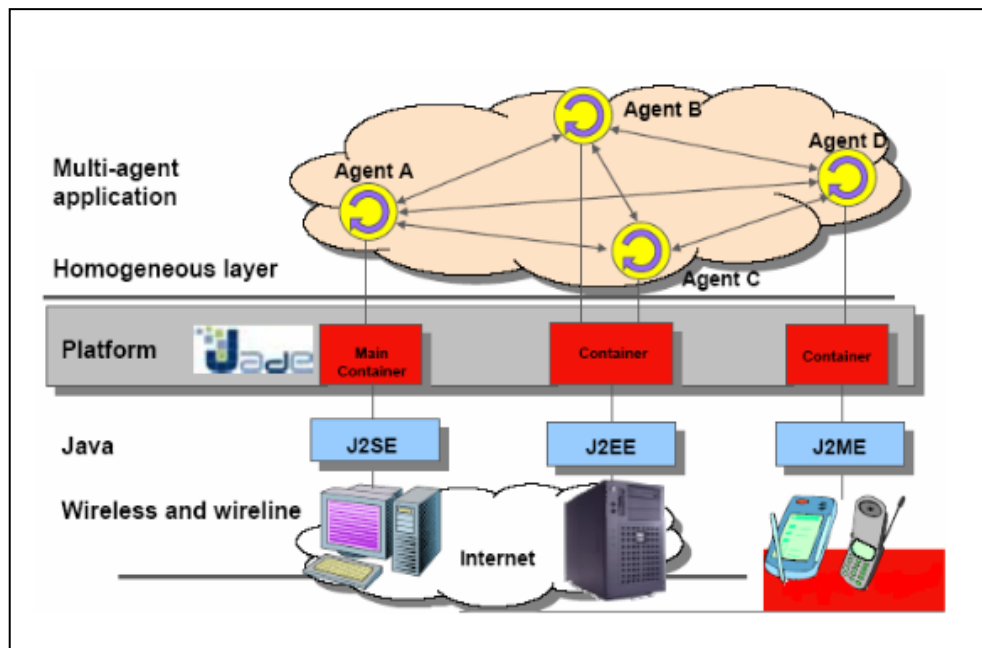 Agent B
Agent D
Multi-agent
application
Agent A
Homogeneous layer
Agent C
Platform
Jade
Main
Container
Container
Container
Java
J2SE
J2EE
J2ME
Wireless and wireline
Internet